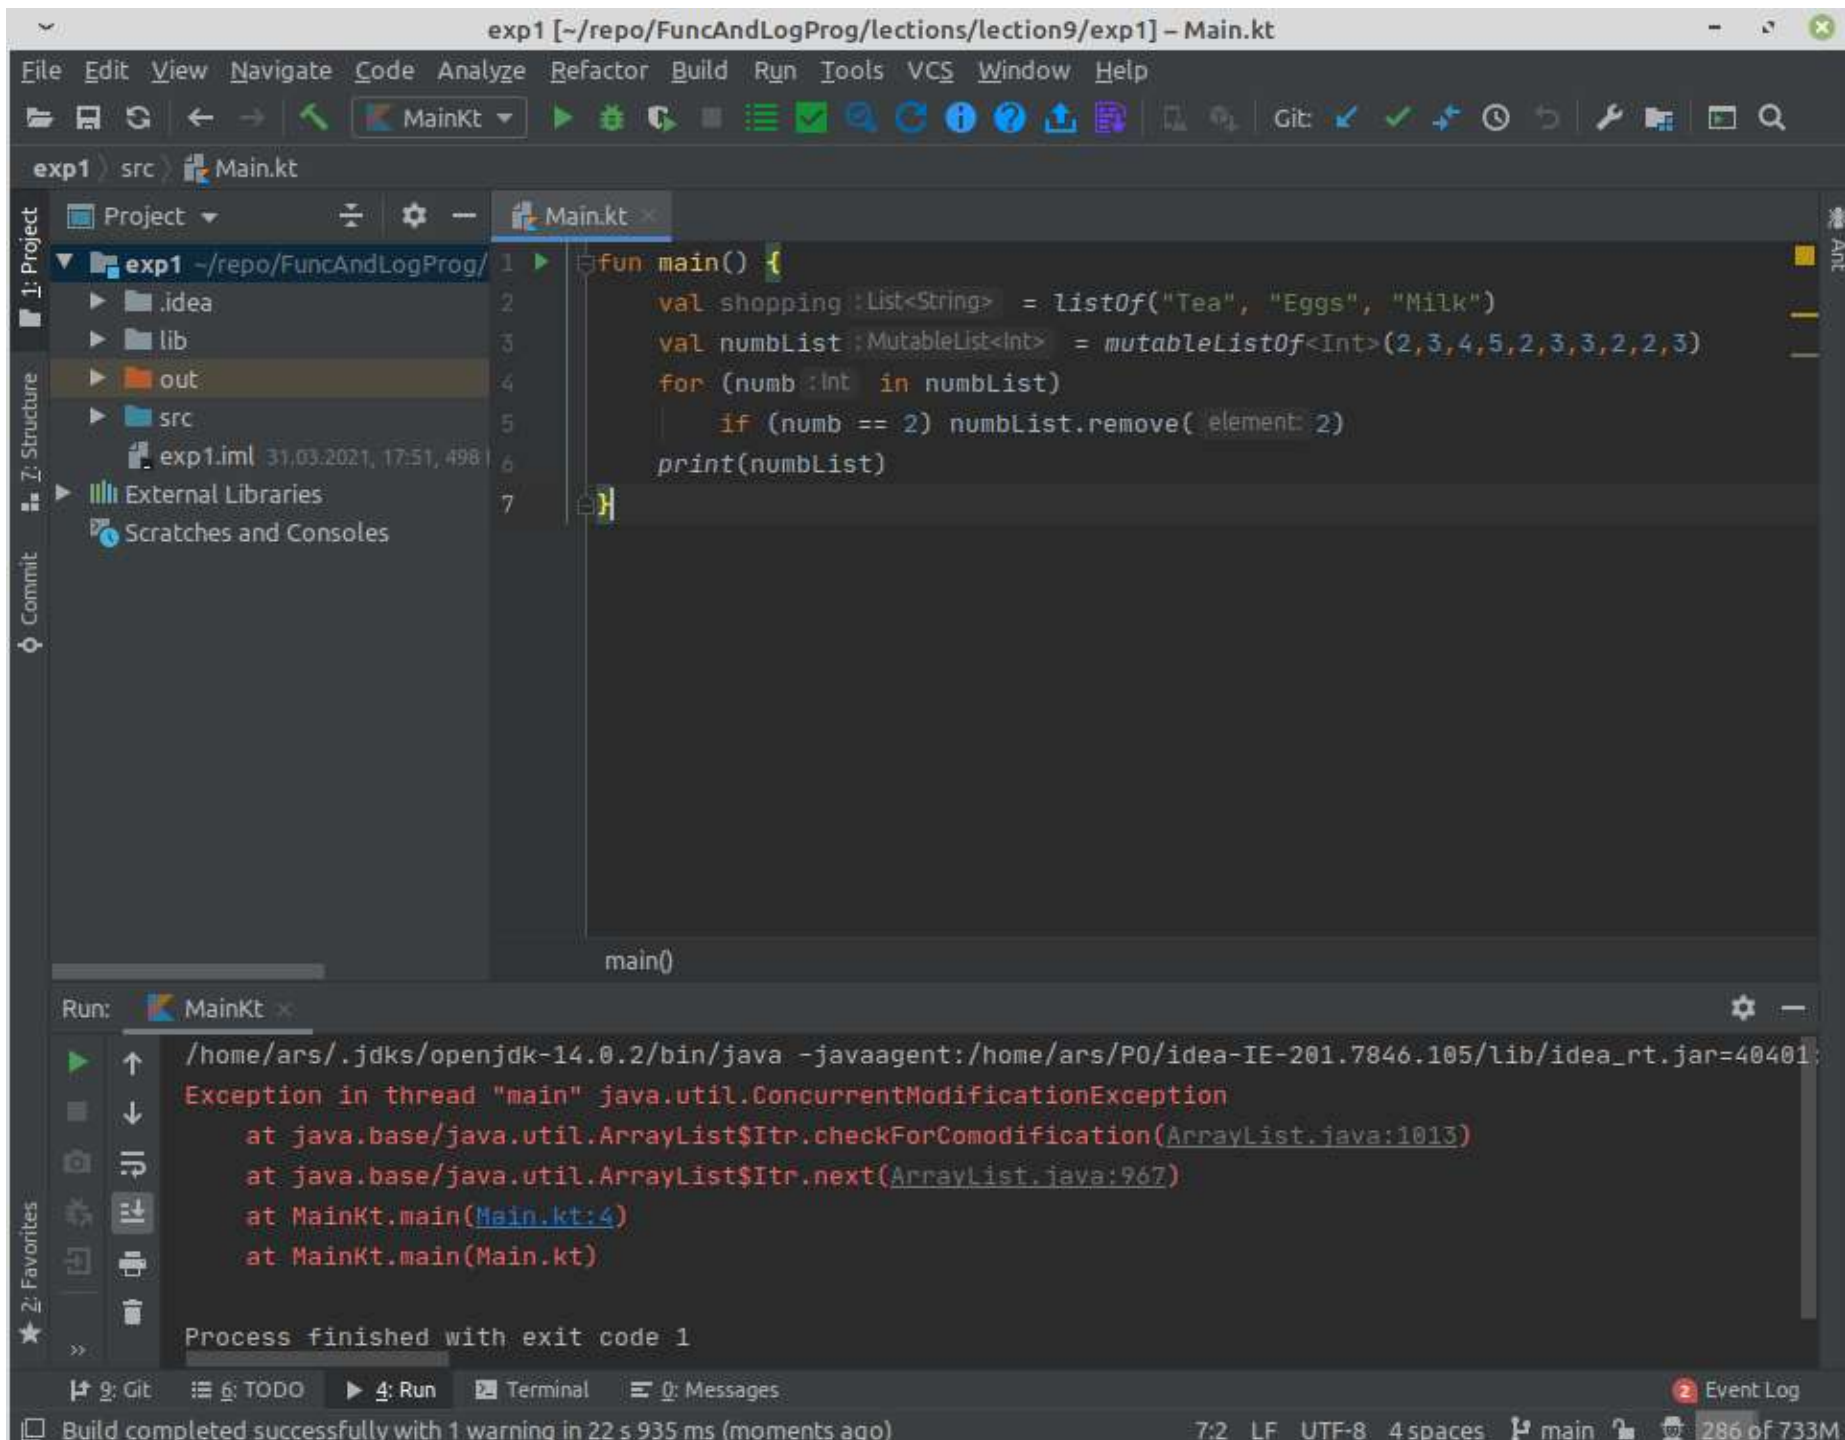 exp1 [~/repo/FuncAndLogProg/lections/lection9/exp1] – Main.kt
File Edit View Navigate Code Analyze Refactor Build Run Tools VCS Window Help
MainKt Git:
exp1 src Main.kt
1: Project
7: Structure
Commit
2: Favorites
Ant
Project
exp1 ~/repo/FuncAndLogProg/
.idea
lib
out
src
exp1.iml 31.03.2021, 17:51, 498
External Libraries
Scratches and Consoles
Main.kt
1 fun main() {
2 val shopping : List<String> = listOf("Tea", "Eggs", "Milk")
3 val numbList : MutableList<Int> = mutableListOf<Int>(2,3,4,5,2,3,3,2,2,3)
4 for (numb : Int in numbList)
5 if (numb == 2) numbList.remove( element: 2)
6 print(numbList)
7 }
main()
Run: MainKt
/home/ars/.jdks/openjdk-14.0.2/bin/java -javaagent:/home/ars/PO/idea-IE-201.7846.105/lib/idea_rt.jar=40401:
Exception in thread "main" java.util.ConcurrentModificationException
at java.base/java.util.ArrayList$Itr.checkForComodification(ArrayList.java:1013)
at java.base/java.util.ArrayList$Itr.next(ArrayList.java:967)
at MainKt.main(Main.kt:4)
at MainKt.main(Main.kt)
Process finished with exit code 1
9: Git 6: TODO 4: Run Terminal 0: Messages 2 Event Log
Build completed successfully with 1 warning in 22 s 935 ms (moments ago) 7:2 LF UTF-8 4 spaces main 286 of 733M